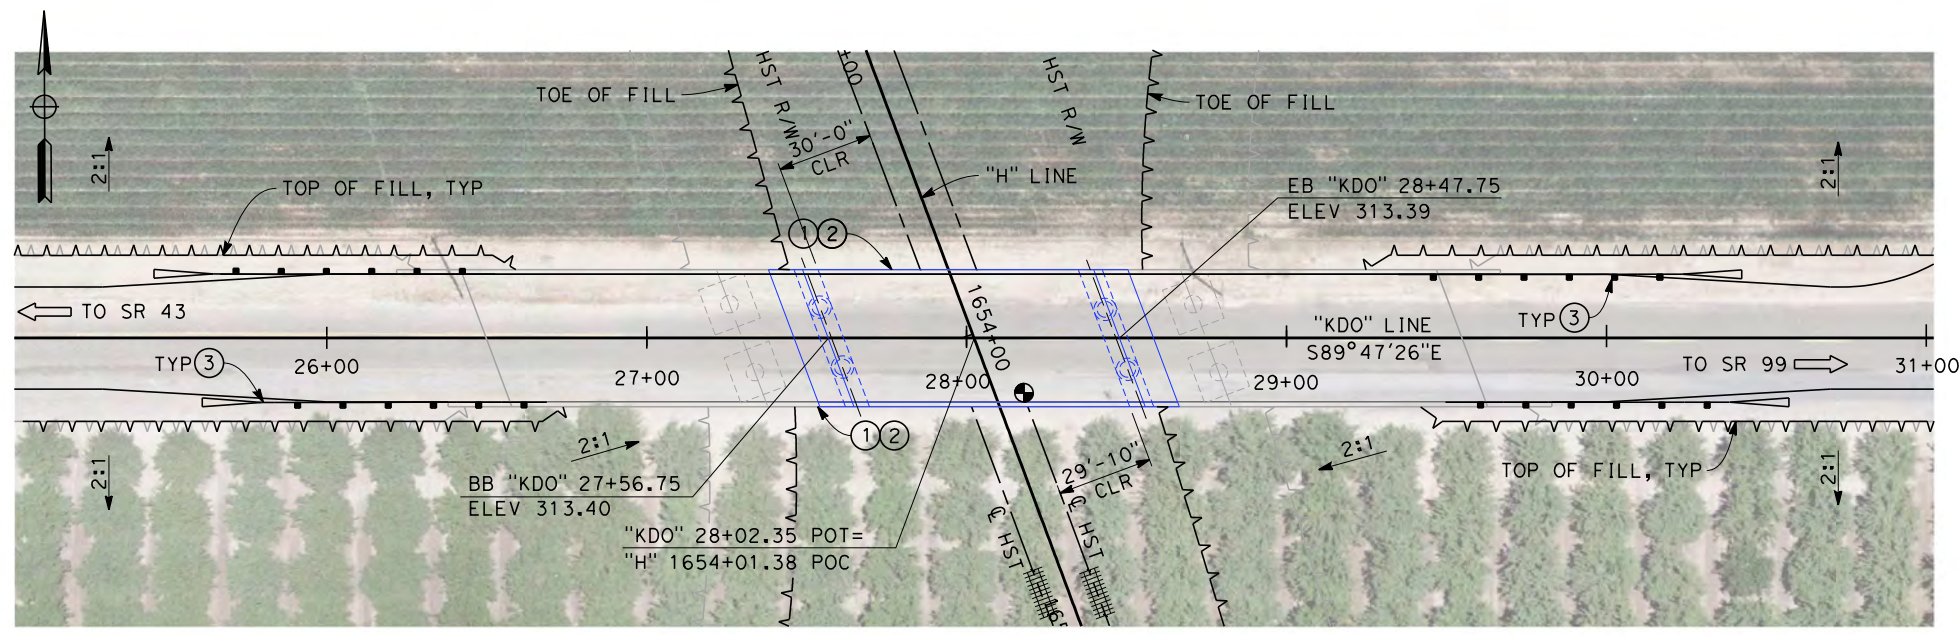 HST R/W
+00
HST R/W
TOE OF FILL
TOE OF FILL
30'-0"
CLR
2:1
2:1
TOP OF FILL, TYP
"H" LINE
EB "KDO" 28+47.75
ELEV 313.39
1 2
TO SR 43
1654+00
TYP 3
"KDO" LINE
S89°47'26"E
TYP 3
26+00
27+00
28+00
29+00
30+00
TO SR 99
31+00
1 2
2:1
2:1
2:1
29'-10"
CLR
TOP OF FILL, TYP
2:1
BB "KDO" 27+56.75
ELEV 313.40
"KDO" 28+02.35 POT=
"H" 1654+01.38 POC
℄ HST
℄ HST